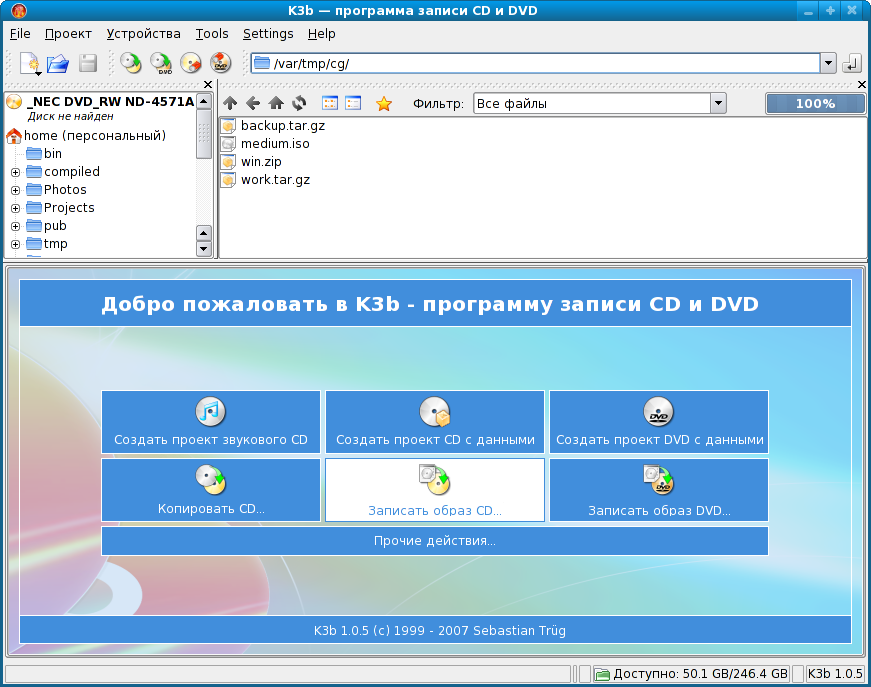 K3b — программа записи CD и DVD
File Проект Устройства Tools Settings Help
/var/tmp/cg/
_NEC DVD_RW ND-4571A
Диск не найден
home (персональный)
bin
compiled
Photos
Projects
pub
tmp
Фильтр: Все файлы 100%
backup.tar.gz
medium.iso
win.zip
work.tar.gz
Добро пожаловать в K3b - программу записи CD и DVD
Создать проект звукового CD
Создать проект CD с данными
DVD
Создать проект DVD с данными
Копировать CD...
Записать образ CD...
DVD
Записать образ DVD...
Прочие действия...
K3b 1.0.5 (c) 1999 - 2007 Sebastian Trüg
Доступно: 50.1 GB/246.4 GB K3b 1.0.5